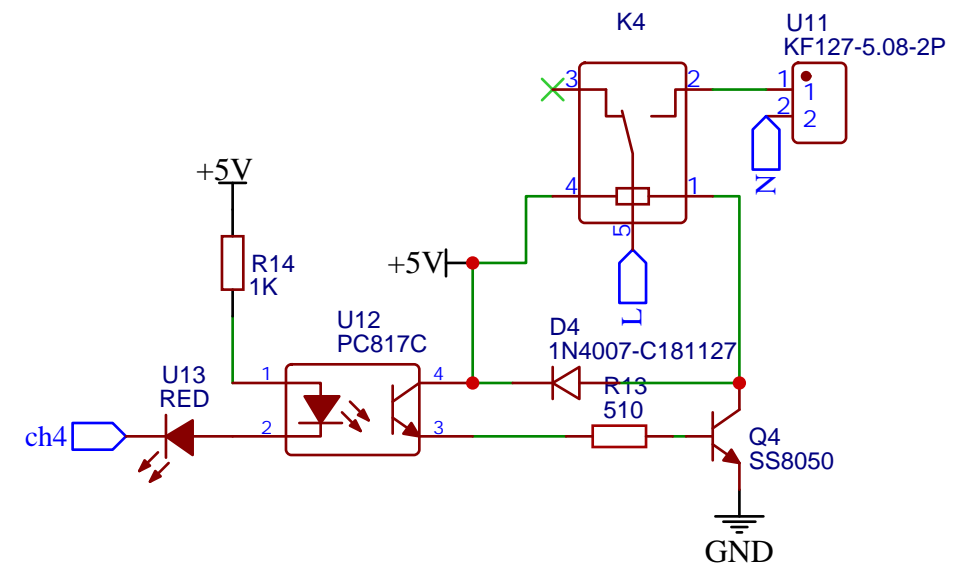 K4
U11
KF127-5.08-2P
3
2
1
1
2
2
N
+5V
4
1
5
R14
1K
+5V
L
U12
PC817C
D4
1N4007-C181127
U13
RED
1
4
R13
510
ch4
2
3
Q4
SS8050
GND